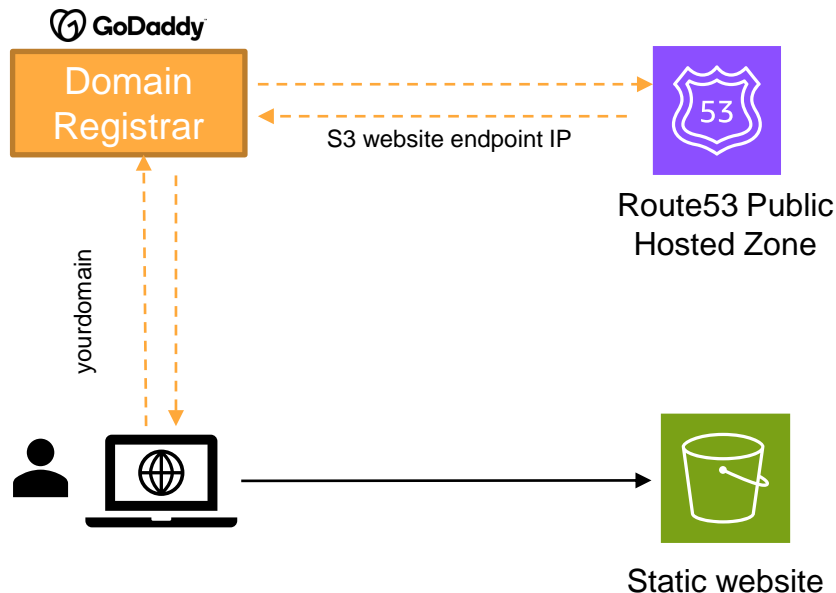 GoDaddy
Domain
Registrar
S3 website endpoint IP
53
Route53 Public
Hosted Zone
yourdomain
Static website